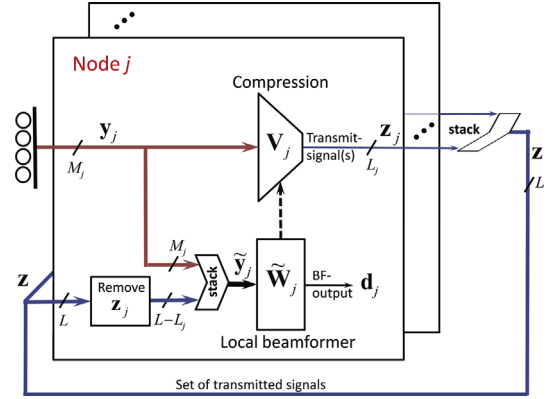 Node j
Compression
y_j
M_j
V_j
Transmit-
signal(s)
z_j
L_j
stack
z
L
M_j
z
L
Remove
z_j
L−L_j
stack
ỹ_j
W̃_j
BF-
output
d_j
Local beamformer
Set of transmitted signals